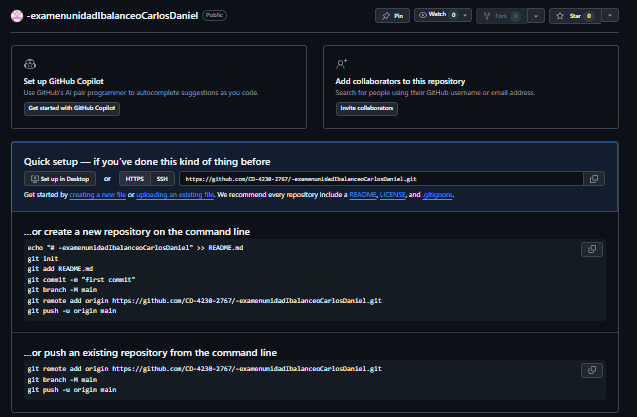 -examenunidadIbalanceoCarlosDaniel Public
Pin
Watch 0
Fork 0
Star 0
Set up GitHub Copilot
Use GitHub's AI pair programmer to autocomplete suggestions as you code.
Get started with GitHub Copilot
Add collaborators to this repository
Search for people using their GitHub username or email address.
Invite collaborators
Quick setup — if you've done this kind of thing before
Set up in Desktop or HTTPS SSH https://github.com/CD-4230-2767/-examenunidadIbalanceoCarlosDaniel.git
Get started by creating a new file or uploading an existing file. We recommend every repository include a README, LICENSE, and .gitignore.
...or create a new repository on the command line
echo "# -examenunidadIbalanceoCarlosDaniel" >> README.md
git init
git add README.md
git commit -m "first commit"
git branch -M main
git remote add origin https://github.com/CD-4230-2767/-examenunidadIbalanceoCarlosDaniel.git
git push -u origin main
...or push an existing repository from the command line
git remote add origin https://github.com/CD-4230-2767/-examenunidadIbalanceoCarlosDaniel.git
git branch -M main
git push -u origin main